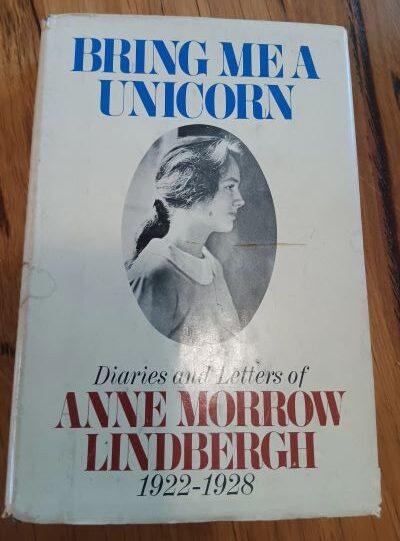 BRING ME A
UNICORN
Diaries and Letters of
ANNE MORROW
LINDBERGH
1922-1928